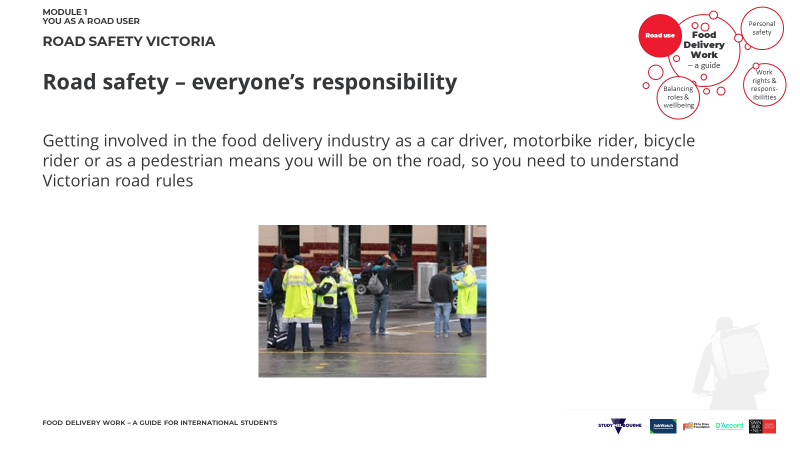 MODULE 1
YOU AS A ROAD USER
ROAD SAFETY VICTORIA
Road safety – everyone’s responsibility
Road use
Food
Delivery
Work
– a guide
Personal
safety
Work
rights &
respons-
ibilities
Balancing
roles &
wellbeing
Getting involved in the food delivery industry as a car driver, motorbike rider, bicycle
rider or as a pedestrian means you will be on the road, so you need to understand
Victorian road rules
FOOD DELIVERY WORK – A GUIDE FOR INTERNATIONAL STUDENTS
STUDY MELBOURNE
JobWatch
D'Accord